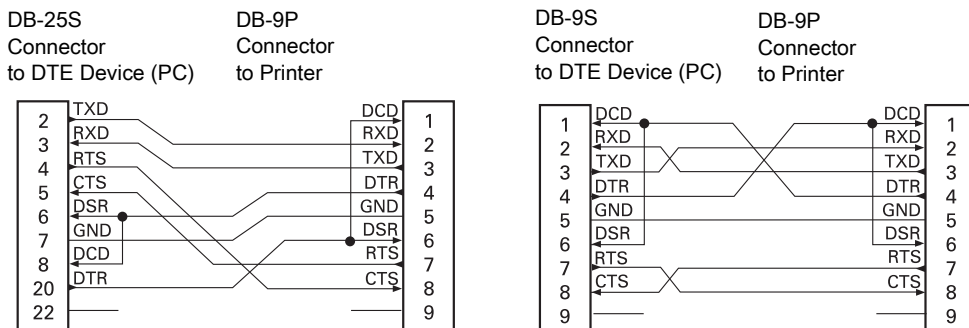 DB-25S
Connector
to DTE Device (PC)
DB-9P
Connector
to Printer
2 TXD DCD 1
3 RXD RXD 2
4 RTS TXD 3
5 CTS DTR 4
6 DSR GND 5
7 GND DSR 6
8 DCD RTS 7
20 DTR CTS 8
22 9
DB-9S
Connector
to DTE Device (PC)
DB-9P
Connector
to Printer
1 DCD DCD 1
2 RXD RXD 2
3 TXD TXD 3
4 DTR DTR 4
5 GND GND 5
6 DSR DSR 6
7 RTS RTS 7
8 CTS CTS 8
9 9